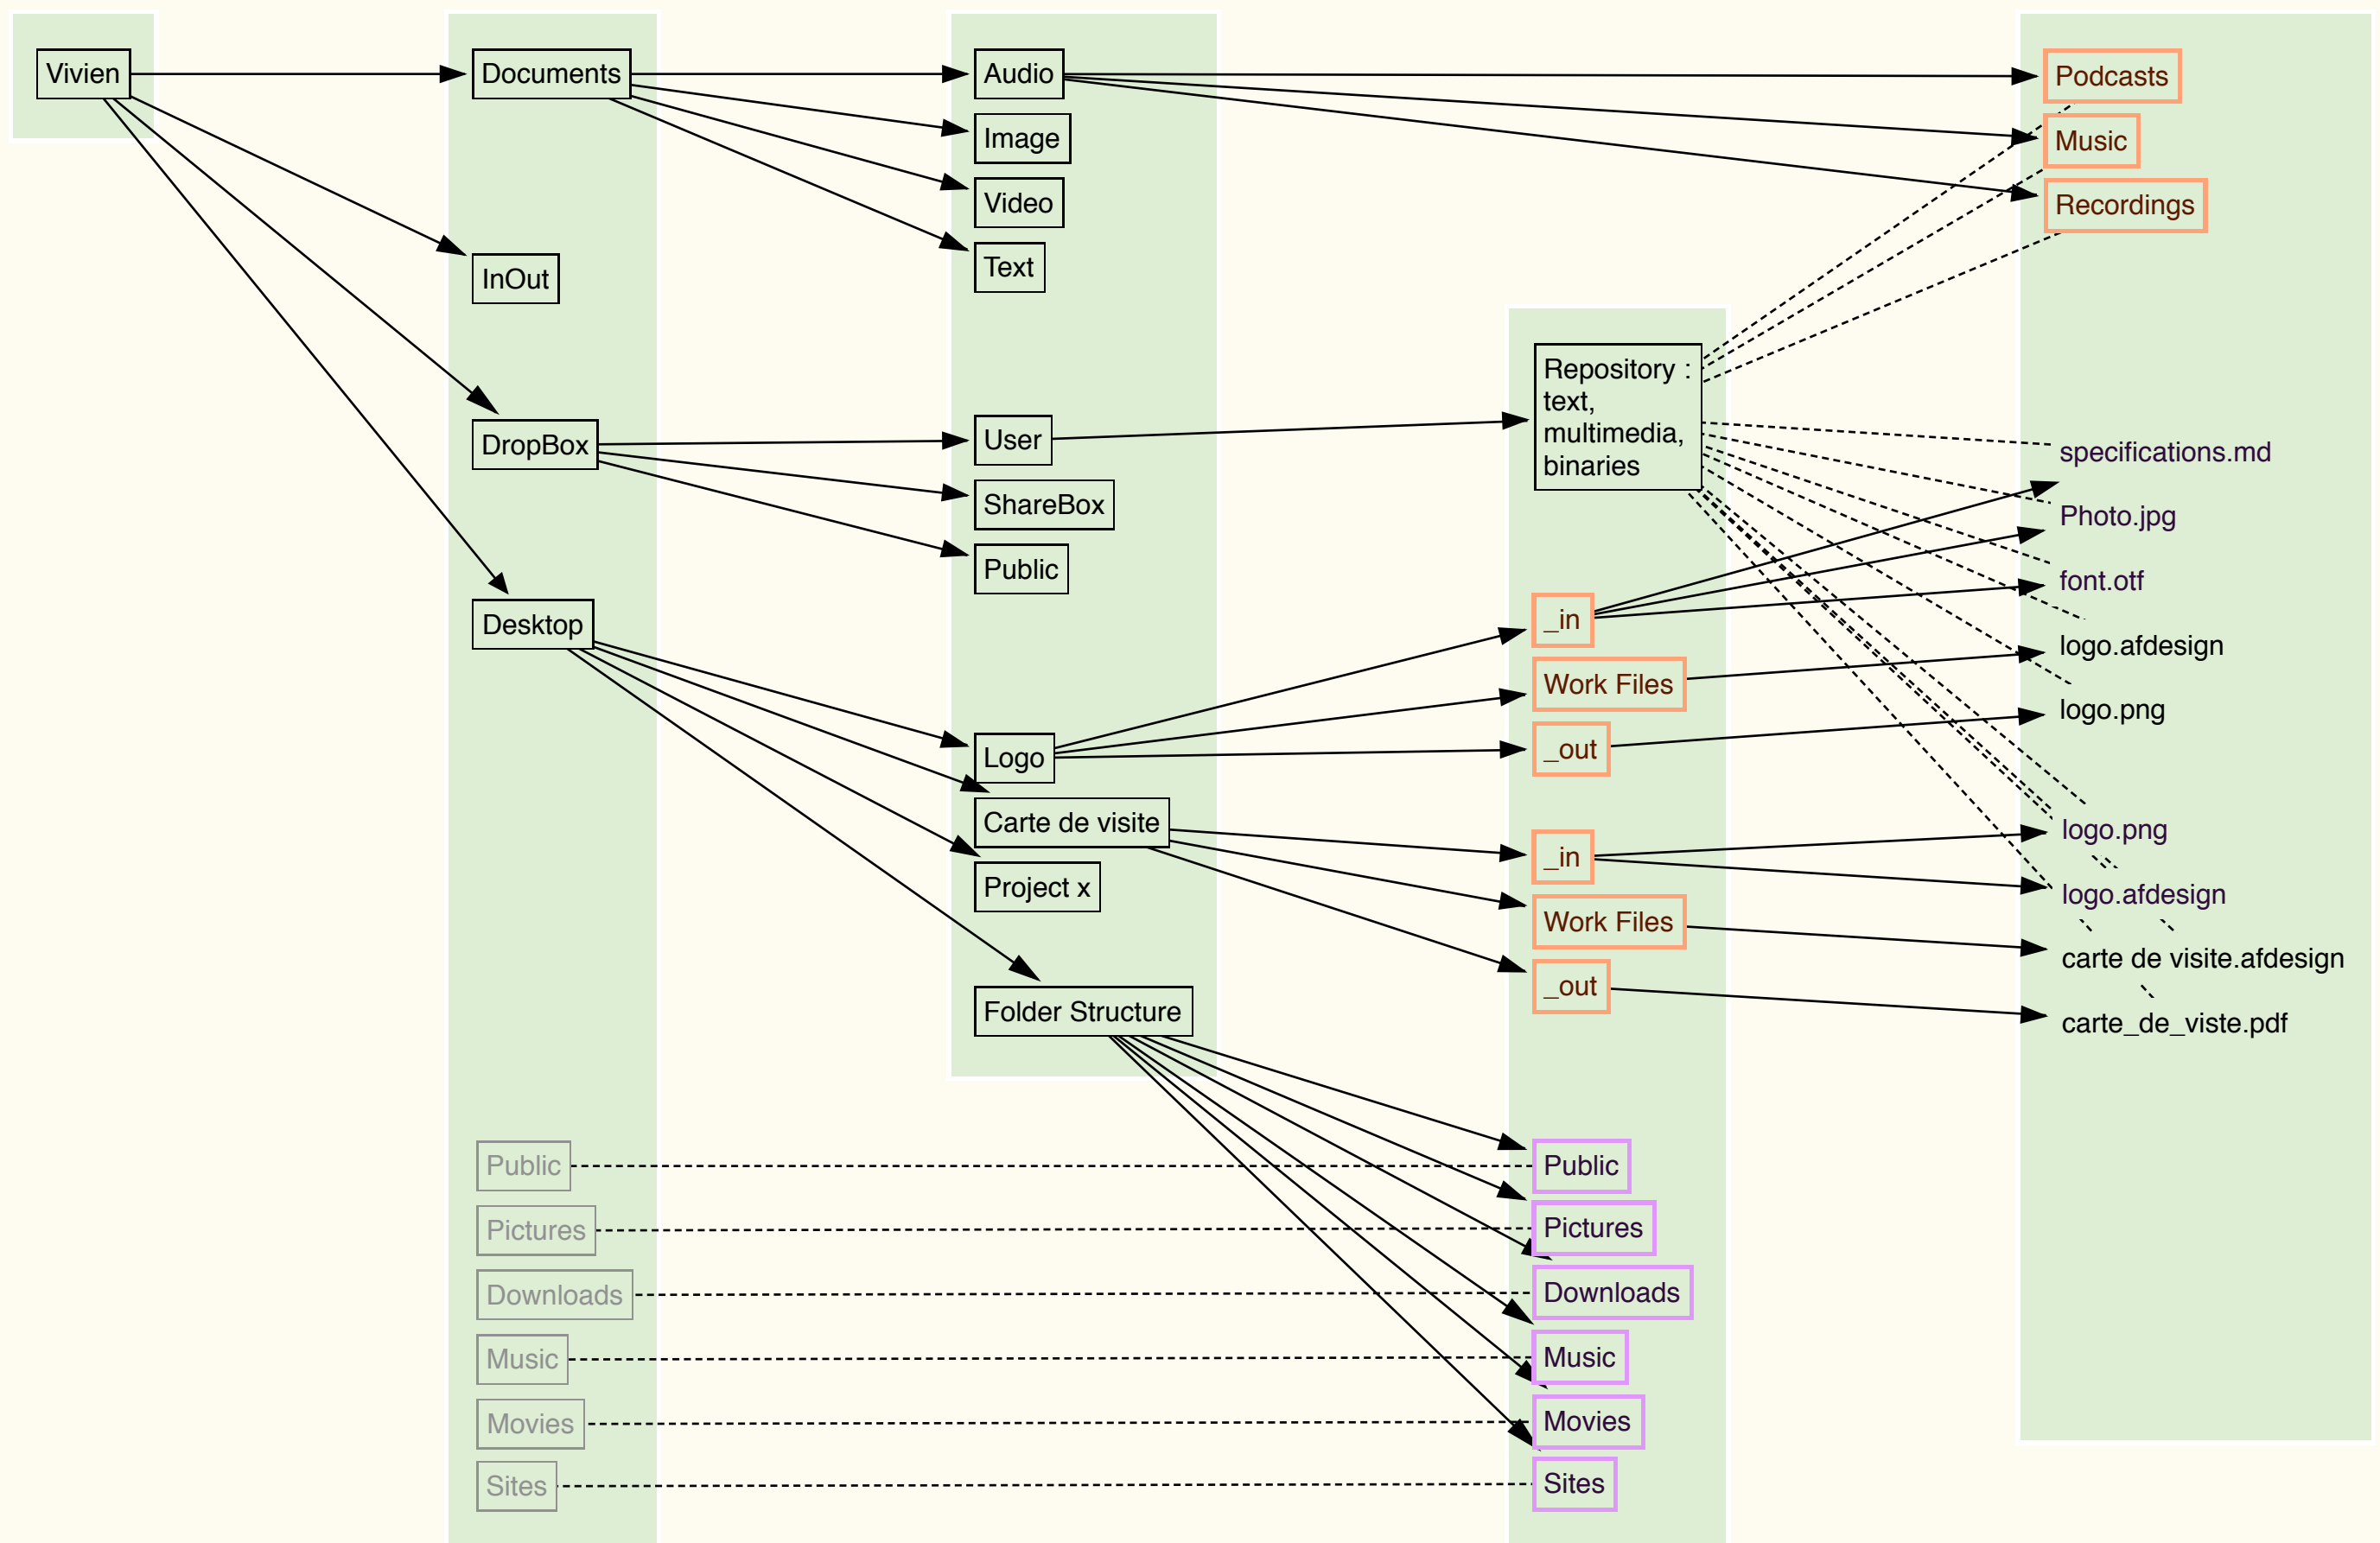 Vivien
Documents
InOut
DropBox
Desktop
Public
Pictures
Downloads
Music
Movies
Sites
Audio
Image
Video
Text
User
ShareBox
Public
Logo
Carte de visite
Project x
Folder Structure
Repository :
text,
multimedia,
binaries
_in
Work Files
_out
_in
Work Files
_out
Public
Pictures
Downloads
Music
Movies
Sites
Podcasts
Music
Recordings
specifications.md
Photo.jpg
font.otf
logo.afdesign
logo.png
logo.png
logo.afdesign
carte de visite.afdesign
carte_de_viste.pdf